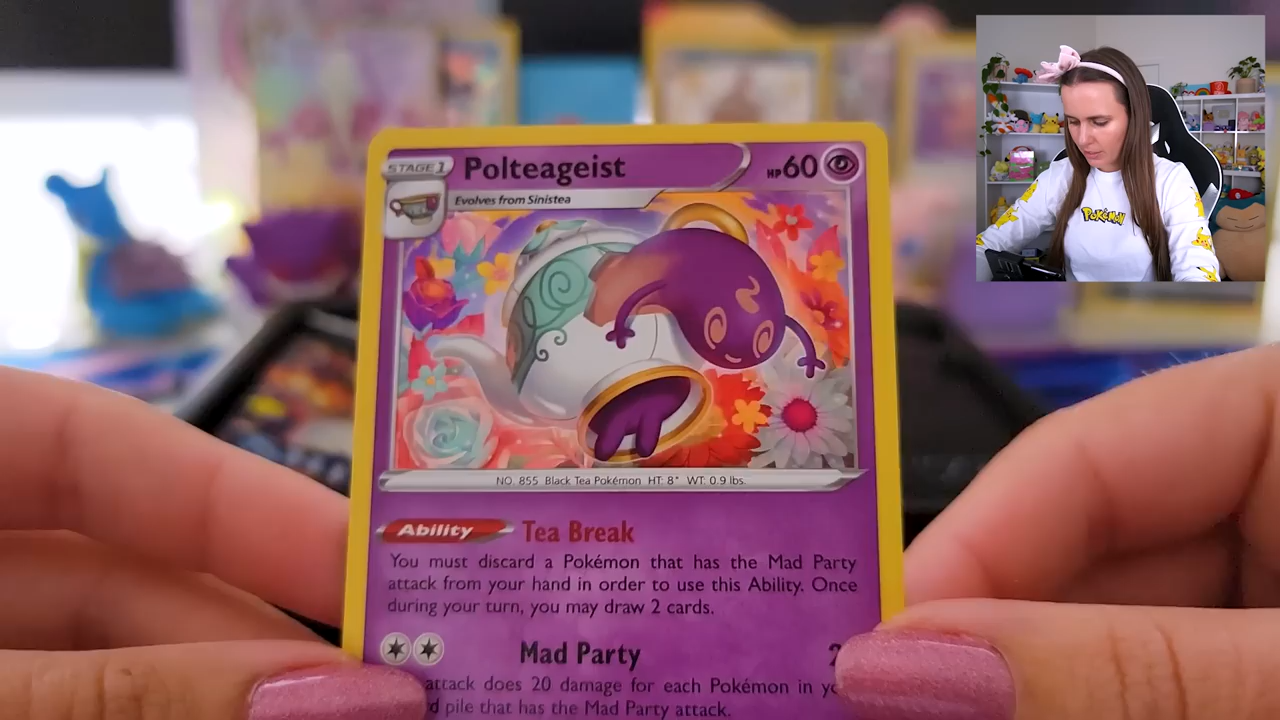 STAGE 1 Polteageist HP 60
Evolves from Sinistea
POKéMON
NO. 855 Black Tea Pokémon HT: 8" WT: 0.9 lbs.
Ability Tea Break
You must discard a Pokémon that has the Mad Party
attack from your hand in order to use this Ability. Once
during your turn, you may draw 2 cards.
Mad Party
attack does 20 damage for each Pokémon in
pile that has the Mad Party attack.